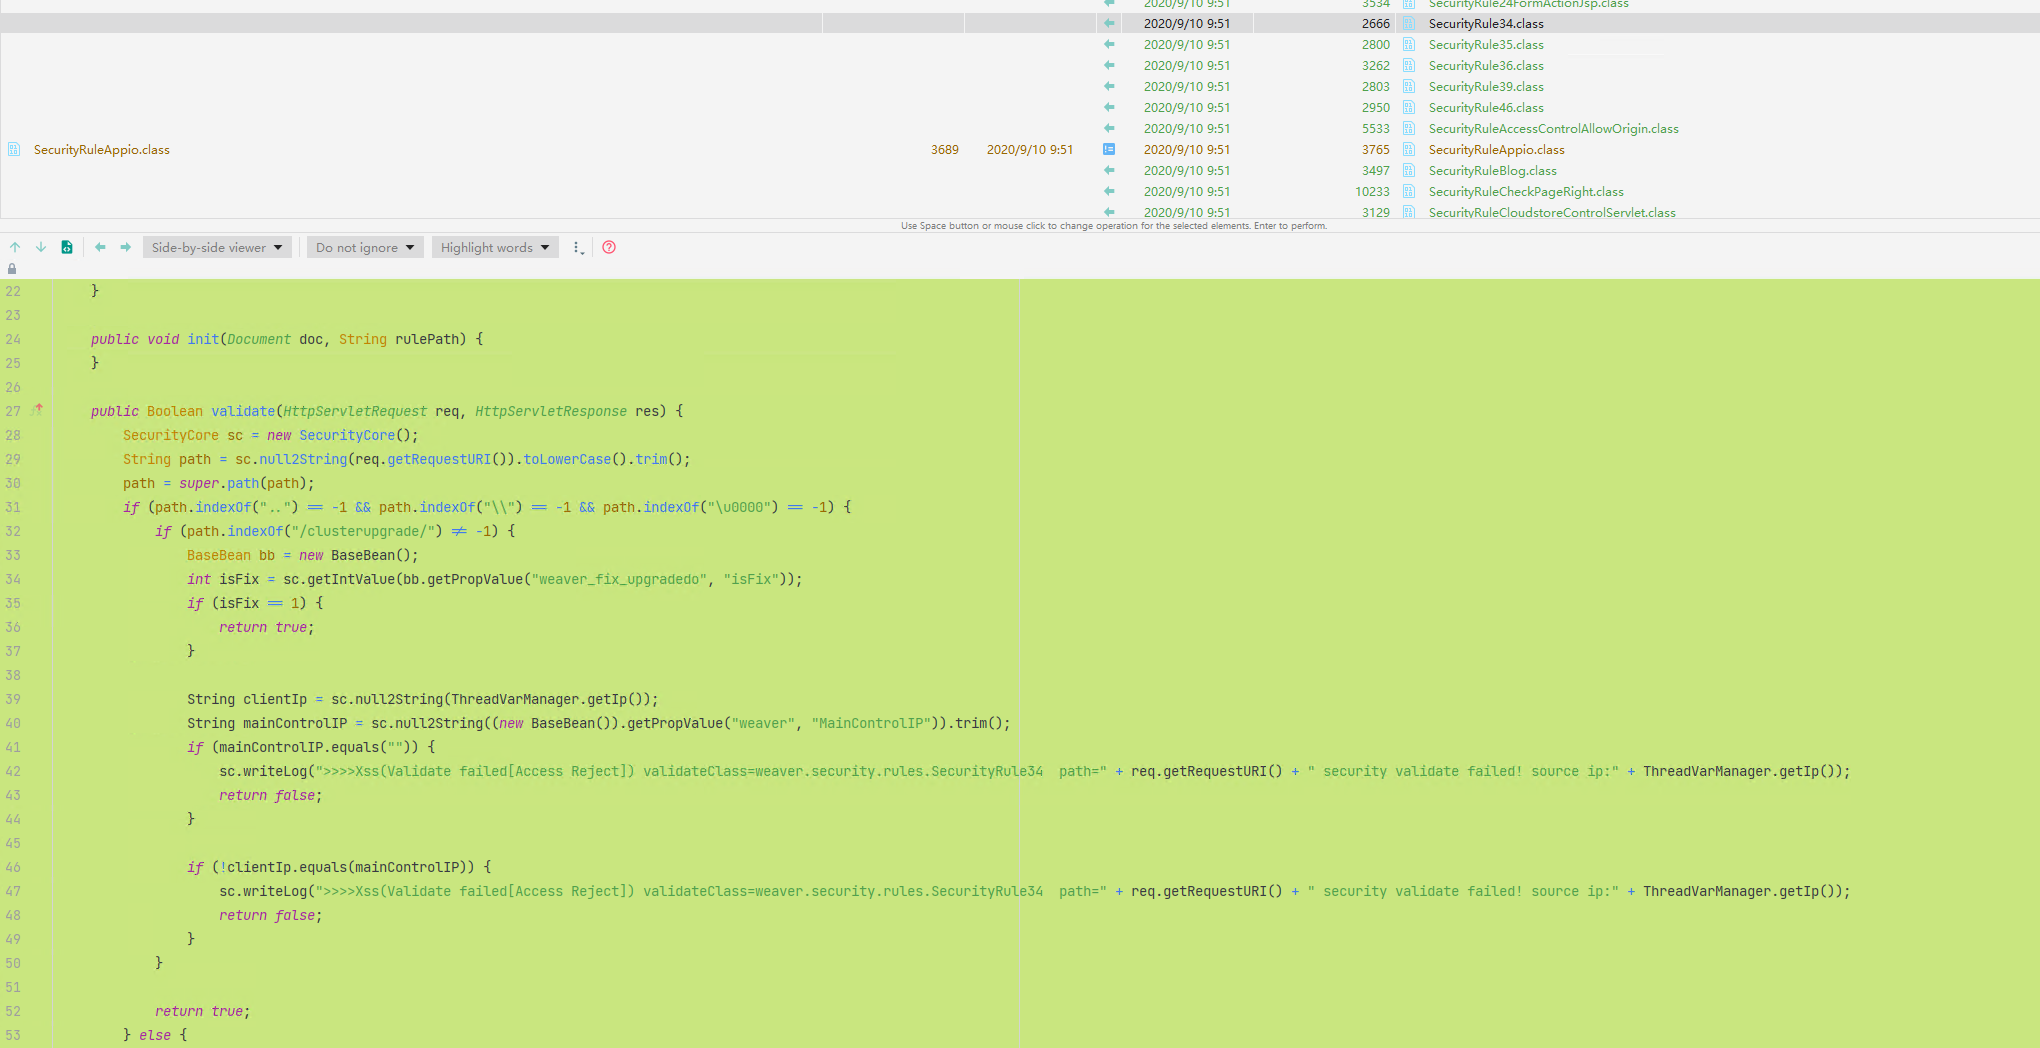 2020/9/10 9:51 3534 SecurityRule24FormActionJsp.class
2020/9/10 9:51 2666 SecurityRule34.class
2020/9/10 9:51 2800 SecurityRule35.class
2020/9/10 9:51 3262 SecurityRule36.class
2020/9/10 9:51 2803 SecurityRule39.class
2020/9/10 9:51 2950 SecurityRule46.class
2020/9/10 9:51 5533 SecurityRuleAccessControlAllowOrigin.class
SecurityRuleAppio.class 3689 2020/9/10 9:51 2020/9/10 9:51 3765 SecurityRuleAppio.class
2020/9/10 9:51 3497 SecurityRuleBlog.class
2020/9/10 9:51 10233 SecurityRuleCheckPageRight.class
2020/9/10 9:51 3129 SecurityRuleCloudstoreControlServlet.class
Use Space button or mouse click to change operation for the selected elements. Enter to perform.
Side-by-side viewer Do not ignore Highlight words
22 }
23
24 public void init(Document doc, String rulePath) {
25 }
26
27 public Boolean validate(HttpServletRequest req, HttpServletResponse res) {
28 SecurityCore sc = new SecurityCore();
29 String path = sc.null2String(req.getRequestURI()).toLowerCase().trim();
30 path = super.path(path);
31 if (path.indexOf("..") == -1 && path.indexOf("\\") == -1 && path.indexOf("\u0000") == -1) {
32 if (path.indexOf("/clusterupgrade/") != -1) {
33 BaseBean bb = new BaseBean();
34 int isFix = sc.getIntValue(bb.getPropValue("weaver_fix_upgradedo", "isFix"));
35 if (isFix == 1) {
36 return true;
37 }
38
39 String clientIp = sc.null2String(ThreadVarManager.getIp());
40 String mainControlIP = sc.null2String((new BaseBean()).getPropValue("weaver", "MainControlIP")).trim();
41 if (mainControlIP.equals("")) {
42 sc.writeLog(">>>>Xss(Validate failed[Access Reject]) validateClass=weaver.security.rules.SecurityRule34  path=" + req.getRequestURI() + " security validate failed! source ip:" + ThreadVarManager.getIp());
43 return false;
44 }
45
46 if (!clientIp.equals(mainControlIP)) {
47 sc.writeLog(">>>>Xss(Validate failed[Access Reject]) validateClass=weaver.security.rules.SecurityRule34  path=" + req.getRequestURI() + " security validate failed! source ip:" + ThreadVarManager.getIp());
48 return false;
49 }
50 }
51
52 return true;
53 } else {